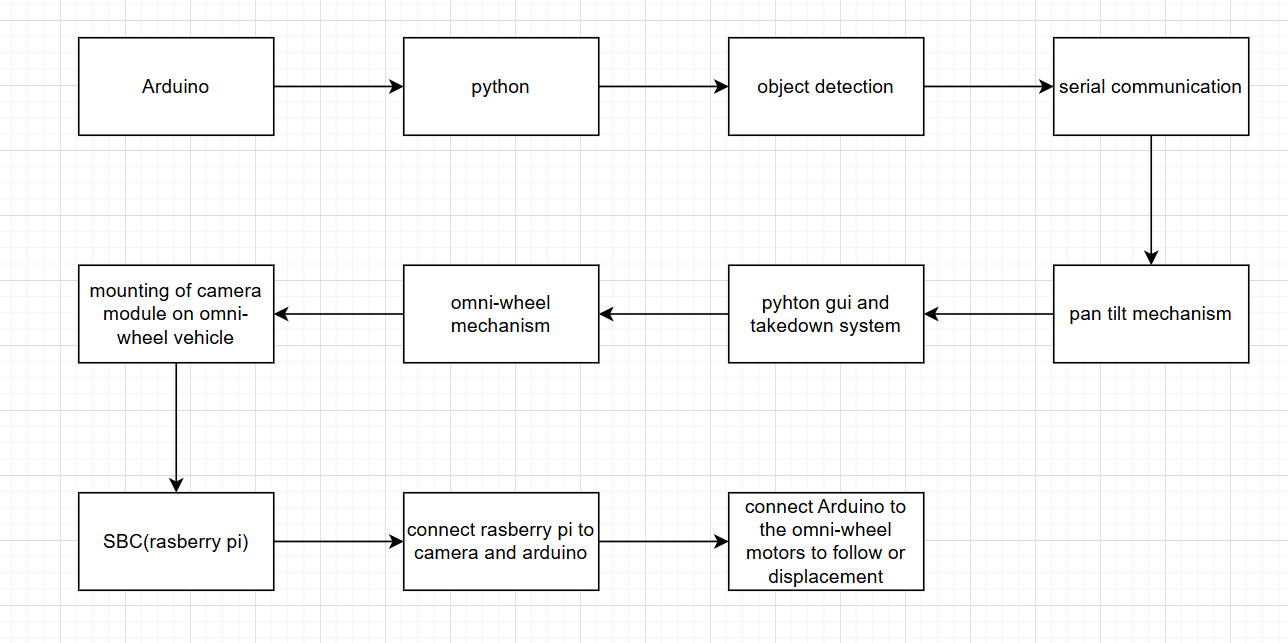 Arduino
python
object detection
serial communication
mounting of camera
module on omni-
wheel vehicle
omni-wheel
mechanism
pyhton gui and
takedown system
pan tilt mechanism
SBC(rasberry pi)
connect rasberry pi to
camera and arduino
connect Arduino to
the omni-wheel
motors to follow or
displacement